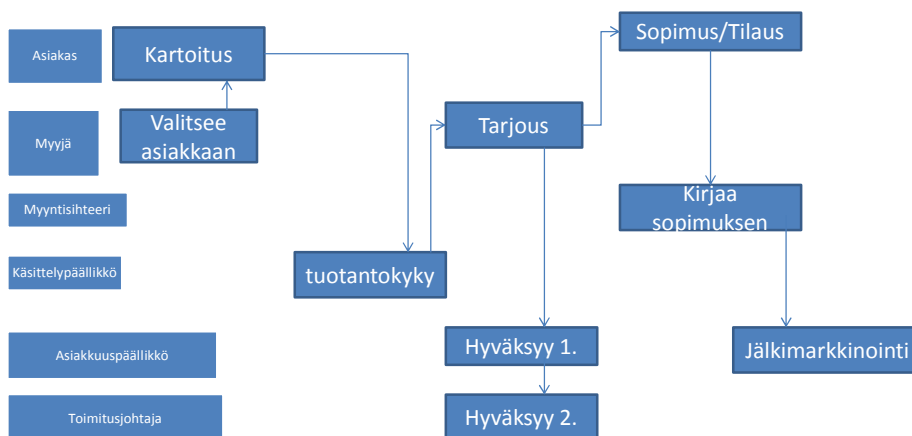 Asiakas
Kartoitus
Sopimus/Tilaus
Myyjä
Valitsee
asiakkaan
Tarjous
Myyntisihteeri
Kirjaa
sopimuksen
Käsittelypäällikkö
tuotantokyky
Asiakkuuspäällikkö
Hyväksyy 1.
Jälkimarkkinointi
Toimitusjohtaja
Hyväksyy 2.